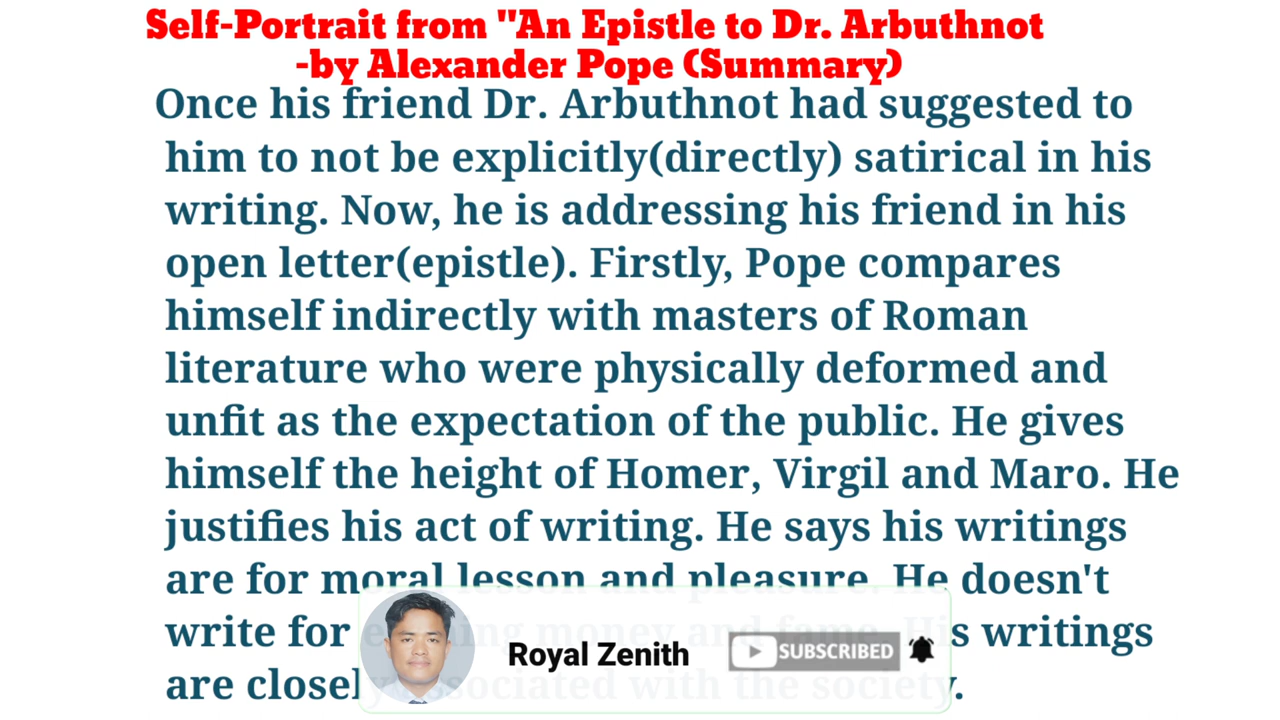 Self-Portrait from "An Epistle to Dr. Arbuthnot
-by Alexander Pope (Summary)
Once his friend Dr. Arbuthnot had suggested to
him to not be explicitly(directly) satirical in his
writing. Now, he is addressing his friend in his
open letter(epistle). Firstly, Pope compares
himself indirectly with masters of Roman
literature who were physically deformed and
unfit as the expectation of the public. He gives
himself the height of Homer, Virgil and Maro. He
justifies his act of writing. He says his writings
are for moral lesson and pleasure. He doesn't
write for earning money and fame. His writings
are closely associated with the society.
Royal Zenith
SUBSCRIBED